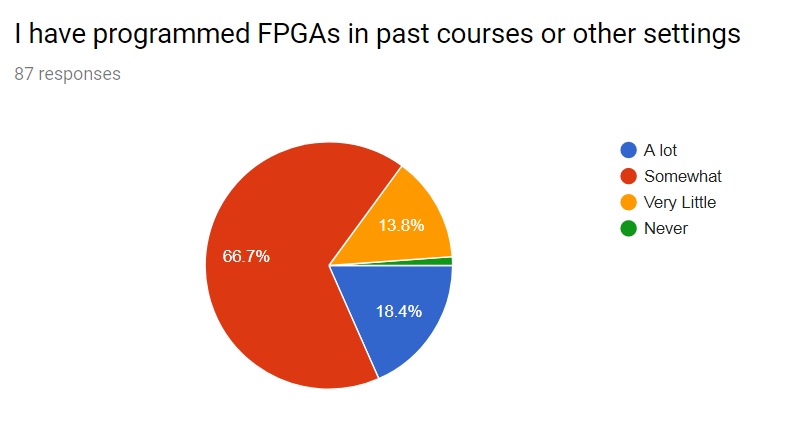 I have programmed FPGAs in past courses or other settings
87 responses
A lot
Somewhat
Very Little
Never
13.8%
66.7%
18.4%